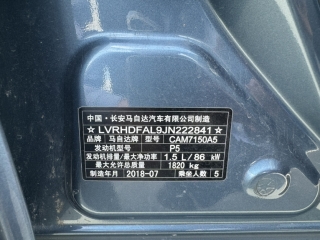 中国·长安马自达汽车有限公司制造
☆LVRHDFAL9JN222841☆
品牌 马自达牌 型号 CAM7150A5
发动机型号 P5
发动机排量/最大净功率 1.5 L/86 kW
最大允许总质量 1820 kg
制造年月 2018-07 乘坐人数 5